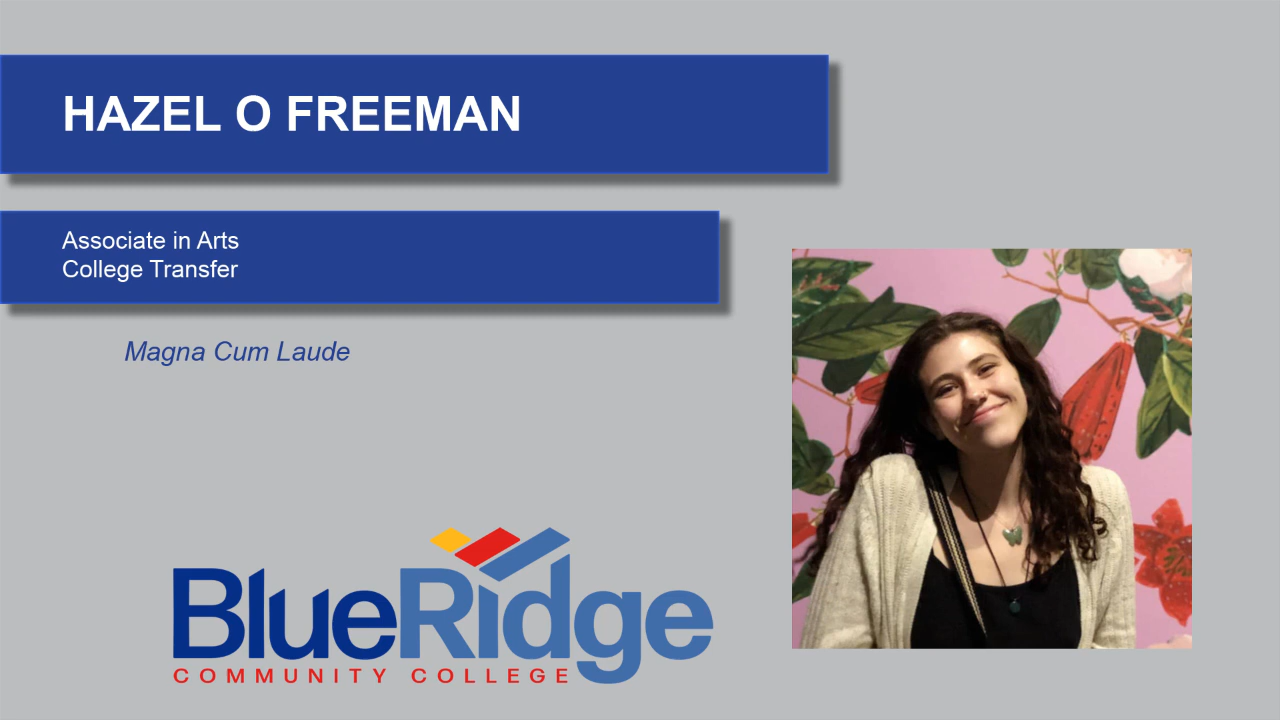 HAZEL O FREEMAN
Associate in Arts
College Transfer
Magna Cum Laude
BlueRidge
COMMUNITY COLLEGE